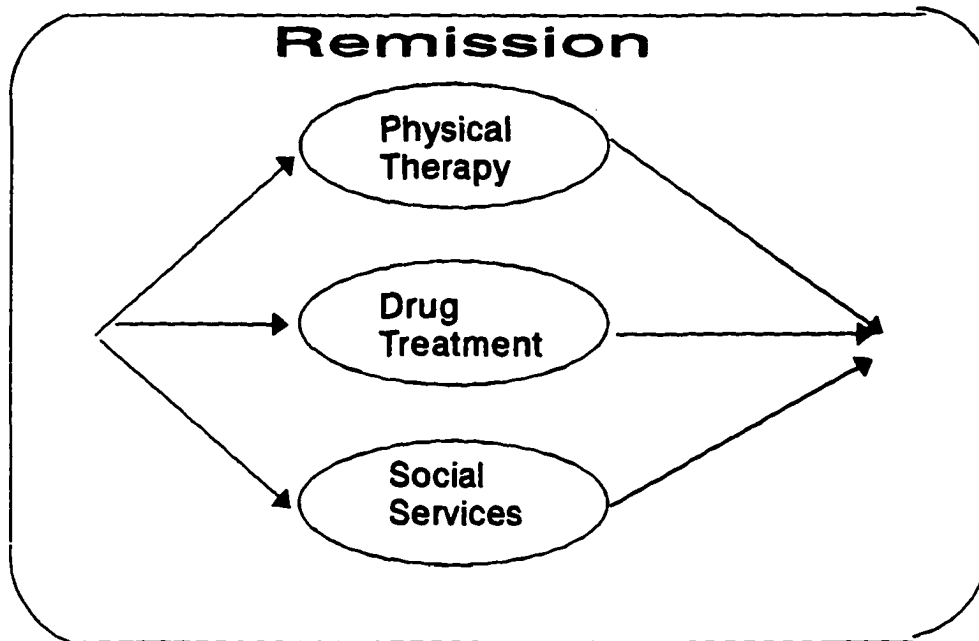 Remission
Physical
Therapy
Drug
Treatment
Social
Services